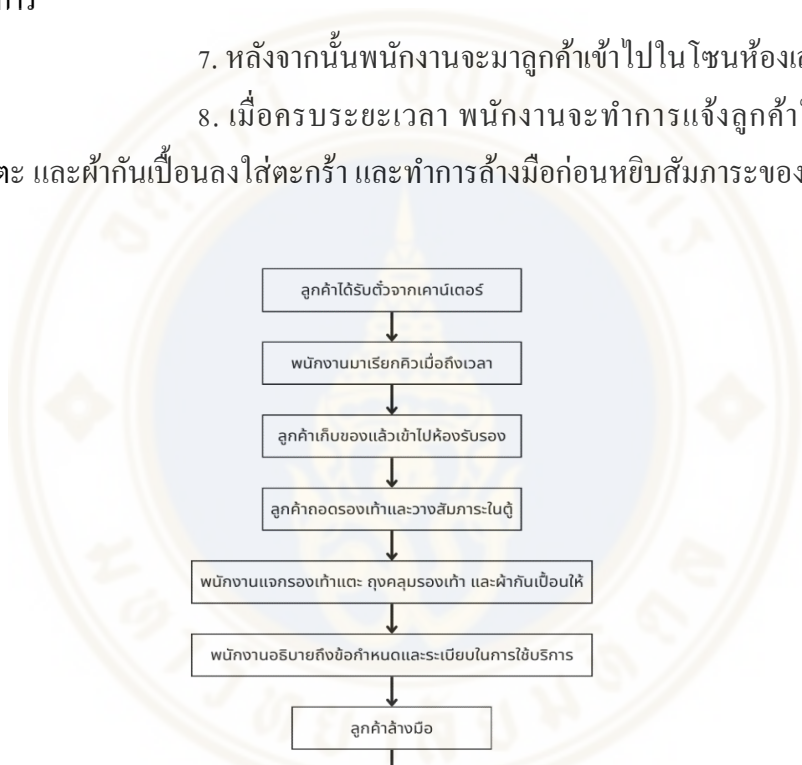 7. หลังจากนั้นพนักงานจะมาลูกค้าเข้าไปในโซนห้อง
8. เมื่อครบระยะเวลา พนักงานจะทำการแจ้งลูกค้า
และผ้ากันเปื้อนลงใส่ตะกร้า และทำการล้างมือก่อนหยิบสัมภาระของ
ลูกค้าได้รับตั๋วจากเคาน์เตอร์
พนักงานมาเรียกคิวเมื่อถึงเวลา
ลูกค้าเก็บของแล้วเข้าไปห้องรับรอง
ลูกค้าถอดรองเท้าและวางสัมภาระในตู้
พนักงานแจกรองเท้าแตะ ถุงคลุมรองเท้า และผ้ากันเปื้อนให้
พนักงานอธิบายถึงข้อกำหนดและระเบียบในการใช้บริการ
ลูกค้าล้างมือ